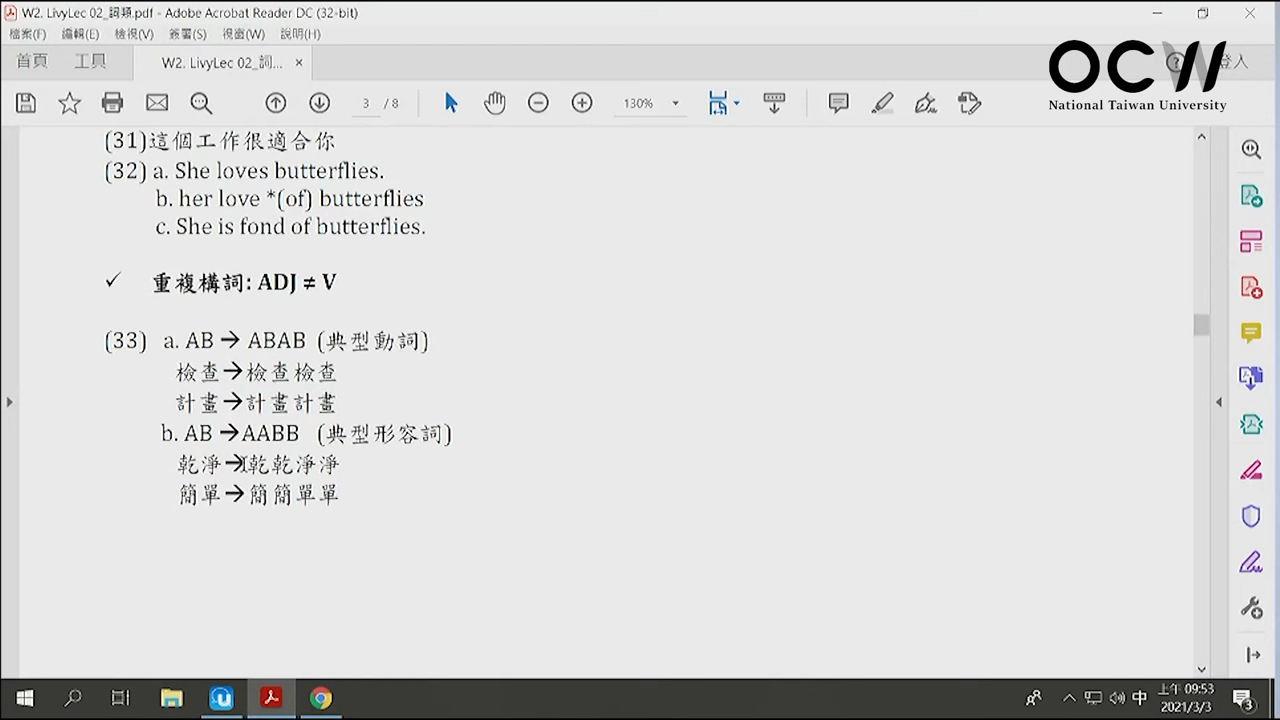 W2. LivyLec 02_詞類.pdf - Adobe Acrobat Reader DC (32-bit)
檔案(F) 編輯(E) 檢視(V) 簽署(S) 視窗(W) 說明(H)
首頁 工具 W2. LivyLec 02_詞... × 登入
OCW
National Taiwan University
3 / 8 130%
(31)這個工作很適合你
(32) a. She loves butterflies.
b. her love *(of) butterflies
c. She is fond of butterflies.
✓ 重複構詞: ADJ ≠ V
(33) a. AB → ABAB (典型動詞)
檢查→檢查檢查
計畫→計畫計畫
b. AB →AABB (典型形容詞)
乾淨→乾乾淨淨
簡單→簡簡單單
中 上午 09:53
2021/3/3
3